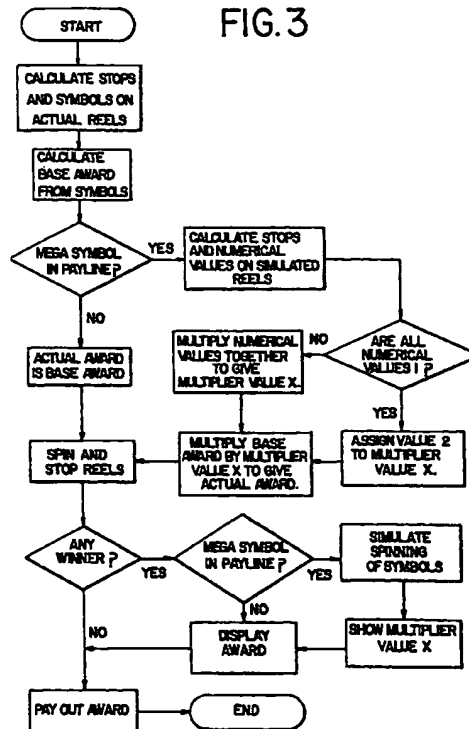 FIG. 3
START
CALCULATE STOPS
AND SYMBOLS ON
ACTUAL REELS
CALCULATE
BASE AWARD
FROM SYMBOLS
MEGA SYMBOL
IN PAYLINE?
YES
CALCULATE STOPS
AND NUMERICAL
VALUES ON SIMULATED
REELS
NO
ARE ALL
NUMERICAL
VALUES 1?
NO
MULTIPLY NUMERICAL
VALUES TOGETHER
TO GIVE
MULTIPLIER VALUE X.
ACTUAL AWARD
IS BASE AWARD
YES
ASSIGN VALUE 2
TO MULTIPLIER
VALUE X.
MULTIPLY BASE
AWARD BY MULTIPLIER
VALUE X TO GIVE
ACTUAL AWARD.
SPIN AND
STOP REELS
ANY
WINNER?
YES
MEGA SYMBOL
IN PAYLINE?
YES
SIMULATE
SPINNING
OF SYMBOLS
NO
NO
DISPLAY
AWARD
SHOW MULTIPLIER
VALUE X
PAY OUT AWARD
END